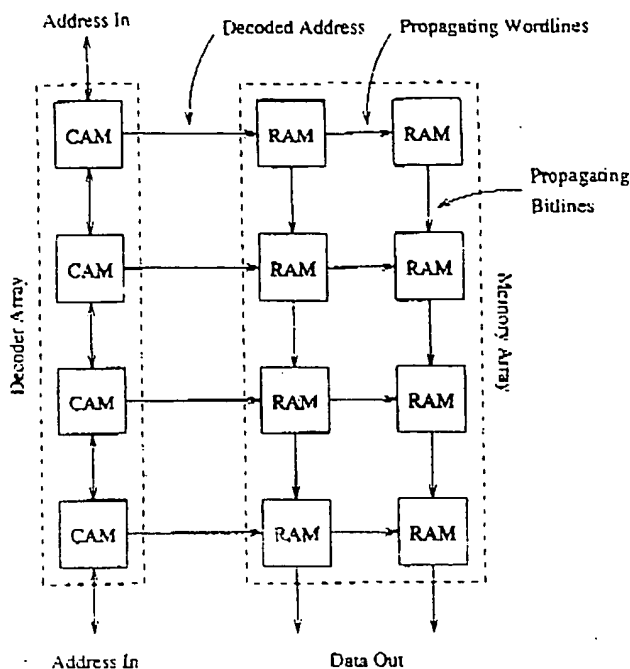 Address In
Decoded Address
Propagating Wordlines
CAM
RAM
RAM
Propagating
Bitlines
CAM
RAM
RAM
Decoder Array
Memory Array
CAM
RAM
RAM
CAM
RAM
RAM
Address In
Data Out